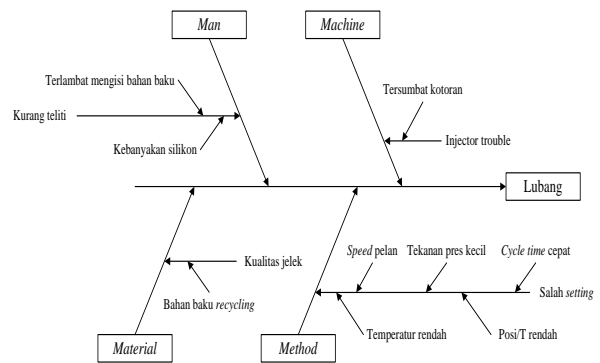 Man
Machine
Terlambat mengisi bahan baku
Tersumbat kotoran
Kurang teliti
Kebanyakan silikon
Injector trouble
Lubang
Kualitas jelek
Speed pelan
Tekanan pres kecil
Cycle time cepat
Bahan baku recycling
Salah setting
Temperatur rendah
Posi/T rendah
Material
Method